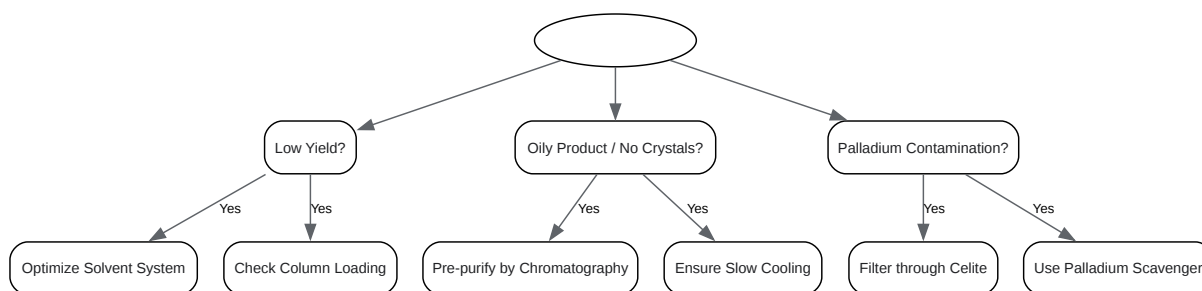 Low Yield?
Oily Product / No Crystals?
Palladium Contamination?
Yes
Yes
Yes
Yes
Yes
Yes
Optimize Solvent System
Check Column Loading
Pre-purify by Chromatography
Ensure Slow Cooling
Filter through Celite
Use Palladium Scavenger